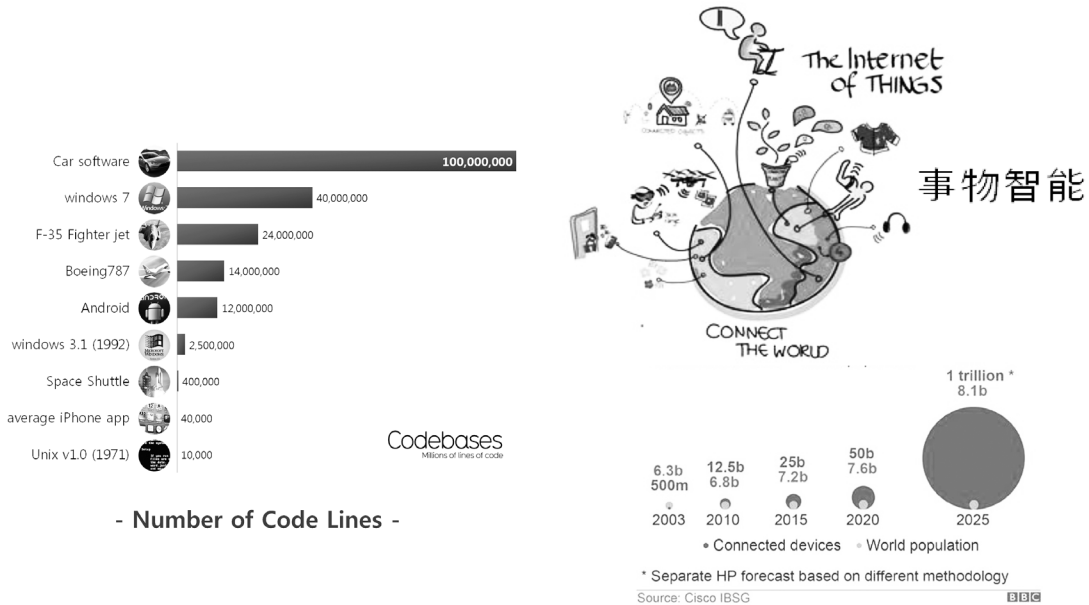 Car software
100,000,000
windows 7
40,000,000
F-35 Fighter jet
24,000,000
Boeing787
14,000,000
Android
12,000,000
windows 3.1 (1992)
2,500,000
Space Shuttle
400,000
average iPhone app
40,000
Unix v1.0 (1971)
10,000
Codebases
Millions of lines of code
- Number of Code Lines -
The Internet
of THINGS
CONNECTED OBJECTS
事物智能
CONNECT
THE WORLD
6.3b
500m
2003
12.5b
6.8b
2010
25b
7.2b
2015
50b
7.6b
2020
1 trillion *
8.1b
2025
Connected devices
World population
* Separate HP forecast based on different methodology
Source: Cisco IBSG
BBC